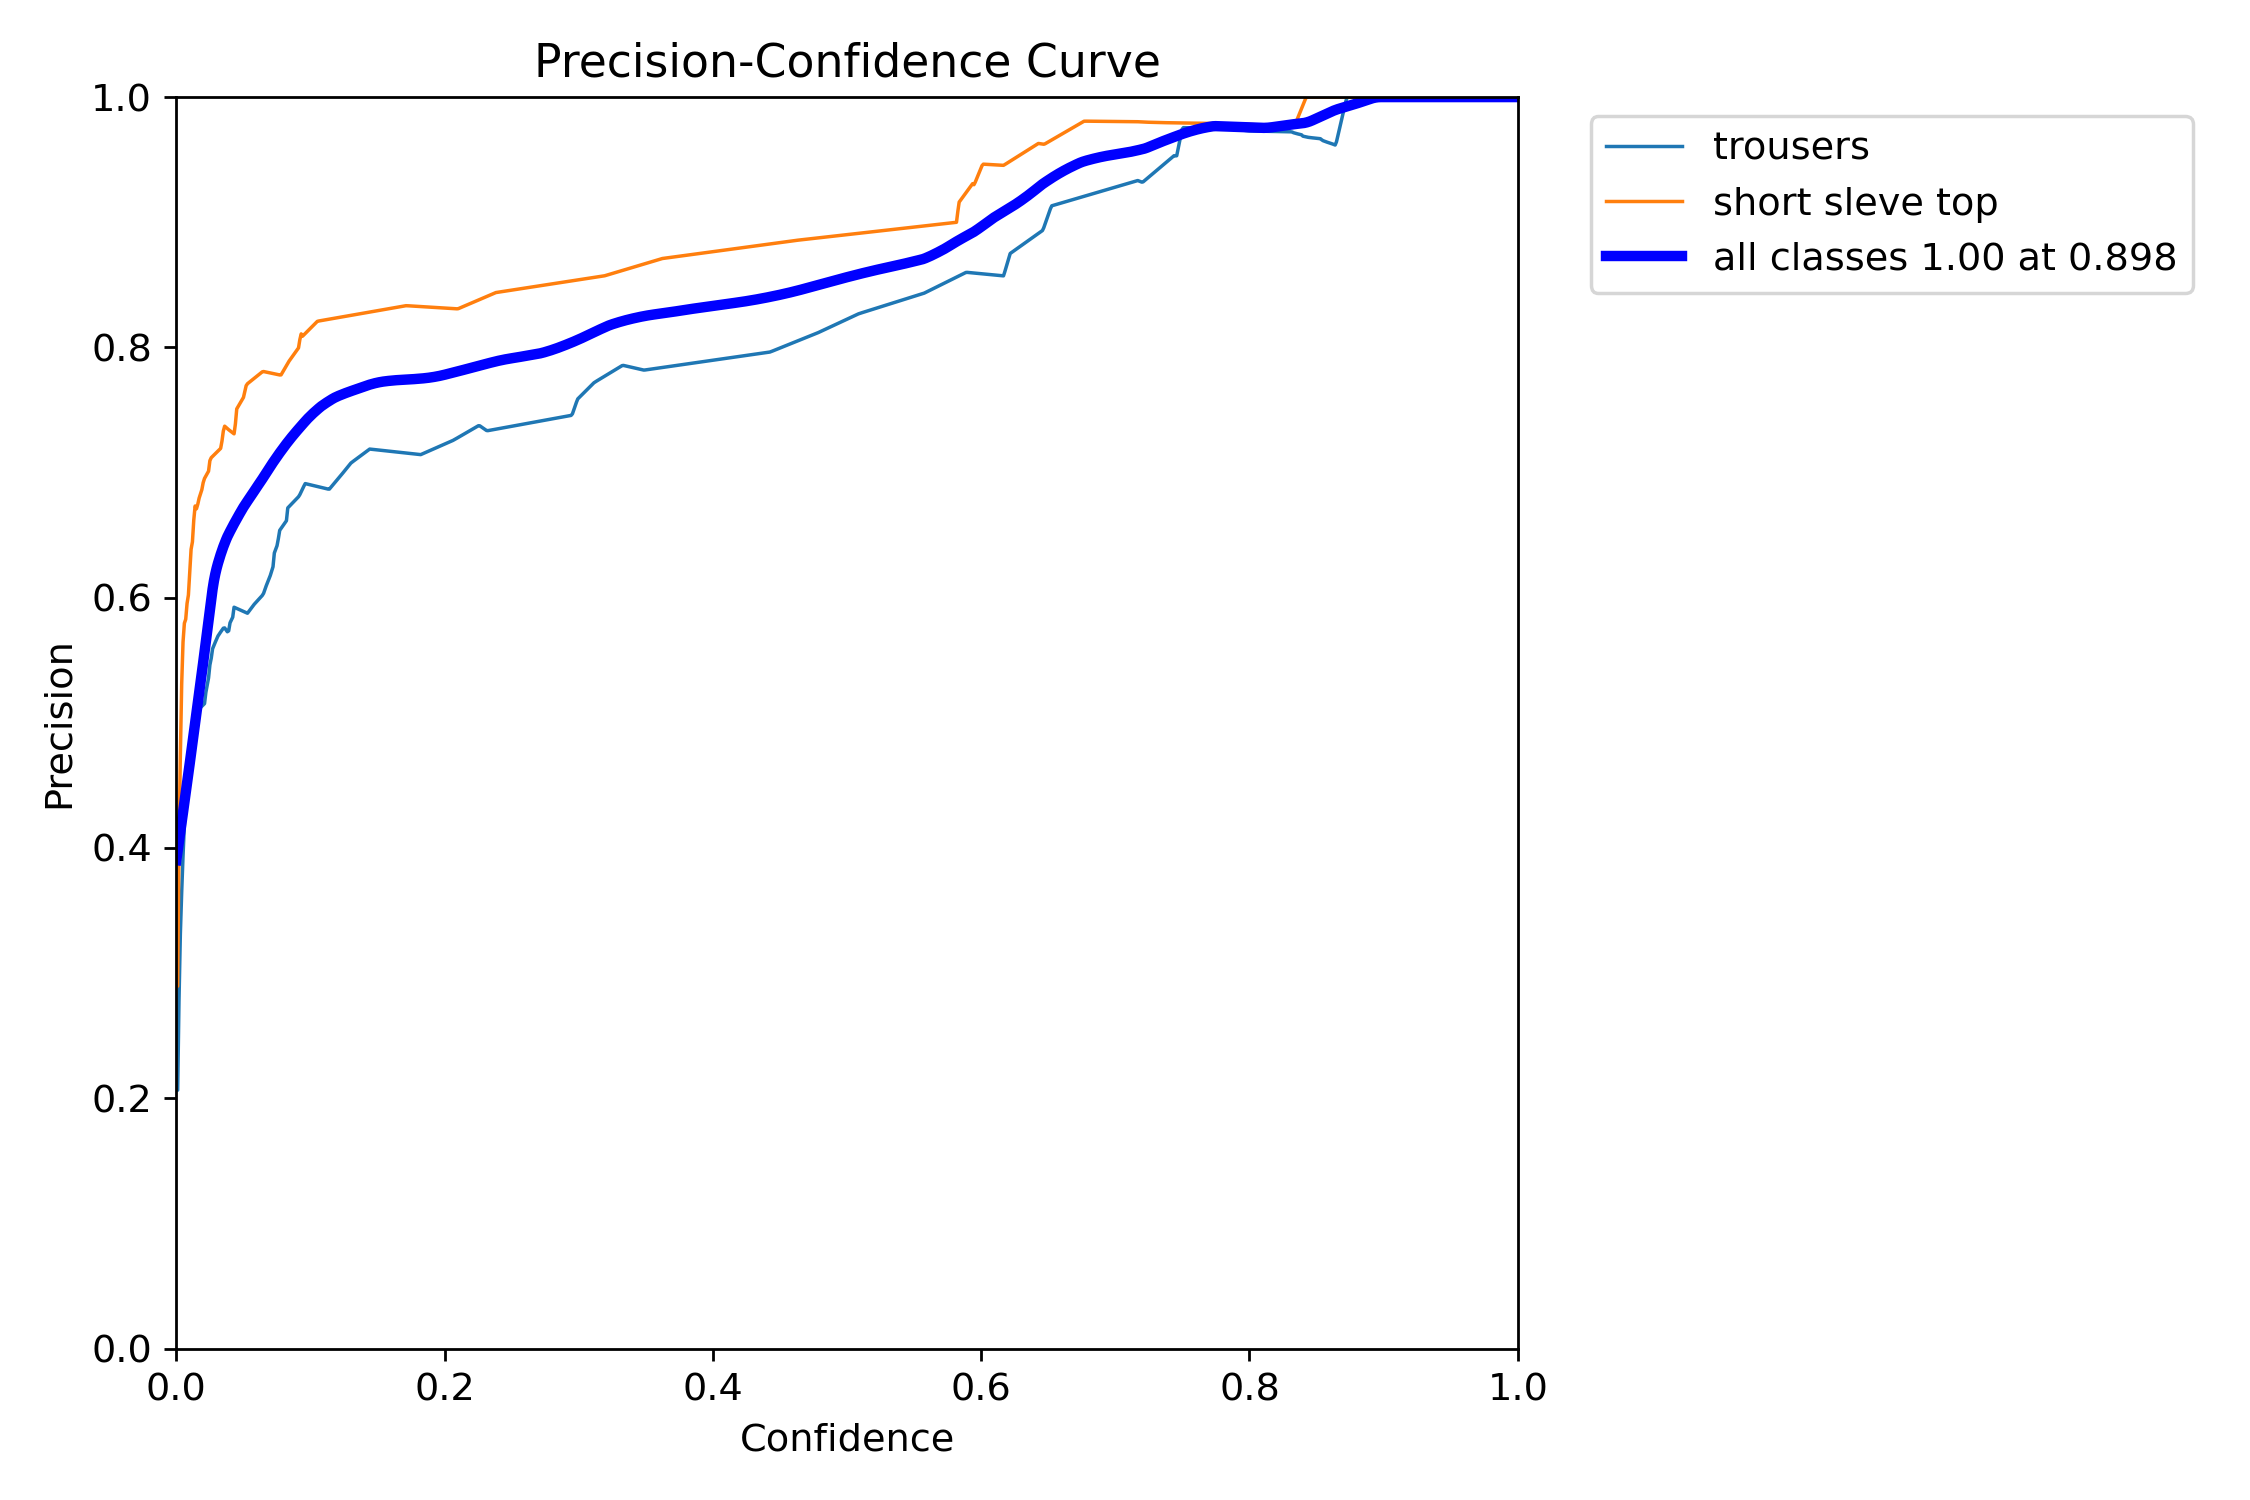 Precision-Confidence Curve
1.0
0.8
0.6
0.4
0.2
0.0
Precision
0.0 0.2 0.4 0.6 0.8 1.0
Confidence
trousers
short sleve top
all classes 1.00 at 0.898